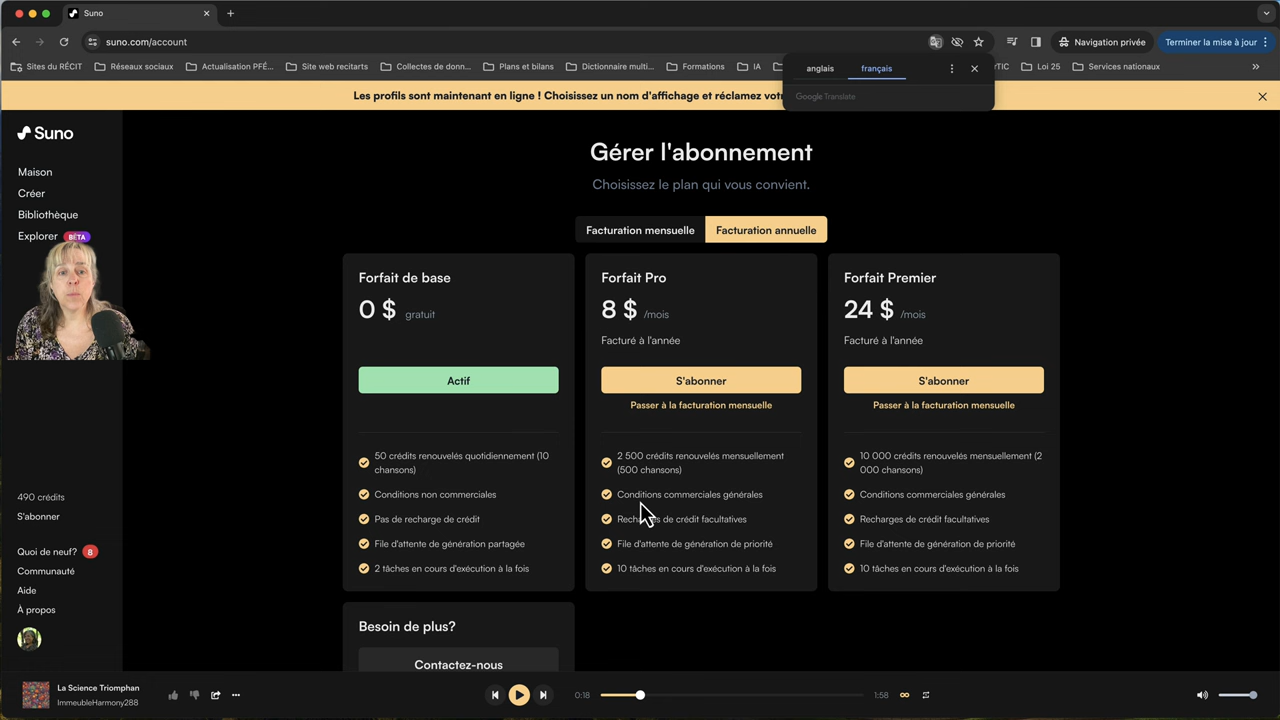 Suno
suno.com/account
Navigation privée
Terminer la mise à jour
Sites du RÉCIT
Réseaux sociaux
Actualisation PFÉ...
Site web recitarts
Collectes de donn...
Plans et bilans
Dictionnaire multi...
Formations
IA
TIC
Loi 25
Services nationaux
»
anglais
français
Google Translate
Les profils sont maintenant en ligne ! Choisissez un nom d'affichage et réclamez vot
Suno
Maison
Créer
Bibliothèque
Explorer BÊTA
490 crédits
S'abonner
Quoi de neuf? 8
Communauté
Aide
À propos
Gérer l'abonnement
Choisissez le plan qui vous convient.
Facturation mensuelle
Facturation annuelle
Forfait de base
0 $ gratuit
Actif
50 crédits renouvelés quotidiennement (10
chansons)
Conditions non commerciales
Pas de recharge de crédit
File d'attente de génération partagée
2 tâches en cours d'exécution à la fois
Forfait Pro
8 $ /mois
Facturé à l'année
S'abonner
Passer à la facturation mensuelle
2 500 crédits renouvelés mensuellement
(500 chansons)
Conditions commerciales générales
Recharges de crédit facultatives
File d'attente de génération de priorité
10 tâches en cours d'exécution à la fois
Forfait Premier
24 $ /mois
Facturé à l'année
S'abonner
Passer à la facturation mensuelle
10 000 crédits renouvelés mensuellement (2
000 chansons)
Conditions commerciales générales
Recharges de crédit facultatives
File d'attente de génération de priorité
10 tâches en cours d'exécution à la fois
Besoin de plus?
Contactez-nous
La Science Triomphan
ImmeubleHarmony288
0:18
1:58